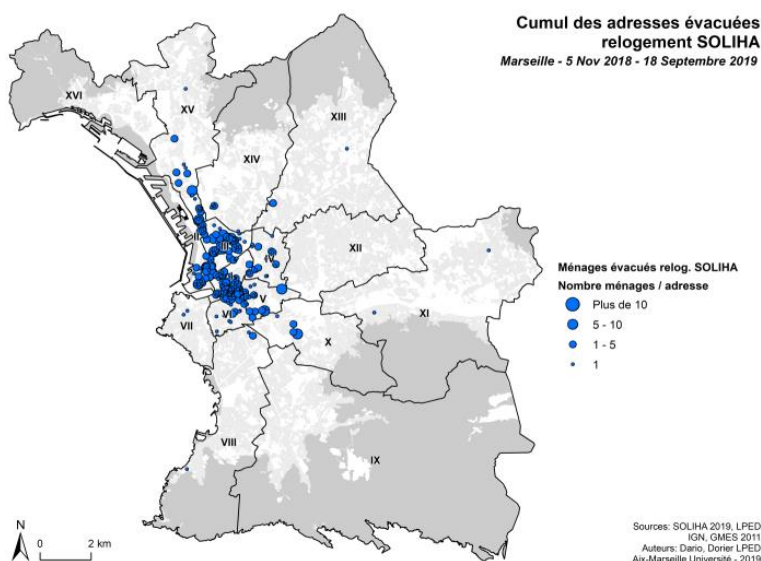 Cumul des adresses évacuées
relogement SOLIHA
Marseille - 5 Nov 2018 - 18 Septembre 2019
XVI
XV
XIII
XIV
XII
II
III
IV
Ménages évacués relog. SOLIHA
Nombre ménages / adresse
Plus de 10
5 - 10
1 - 5
1
V
VI
VII
XI
X
VIII
IX
N
0 2 km
Sources: SOLIHA 2019, LPED
IGN, GMES 2011
Auteurs: Dario, Dorier LPED
Aix-Marseille Université - 2019